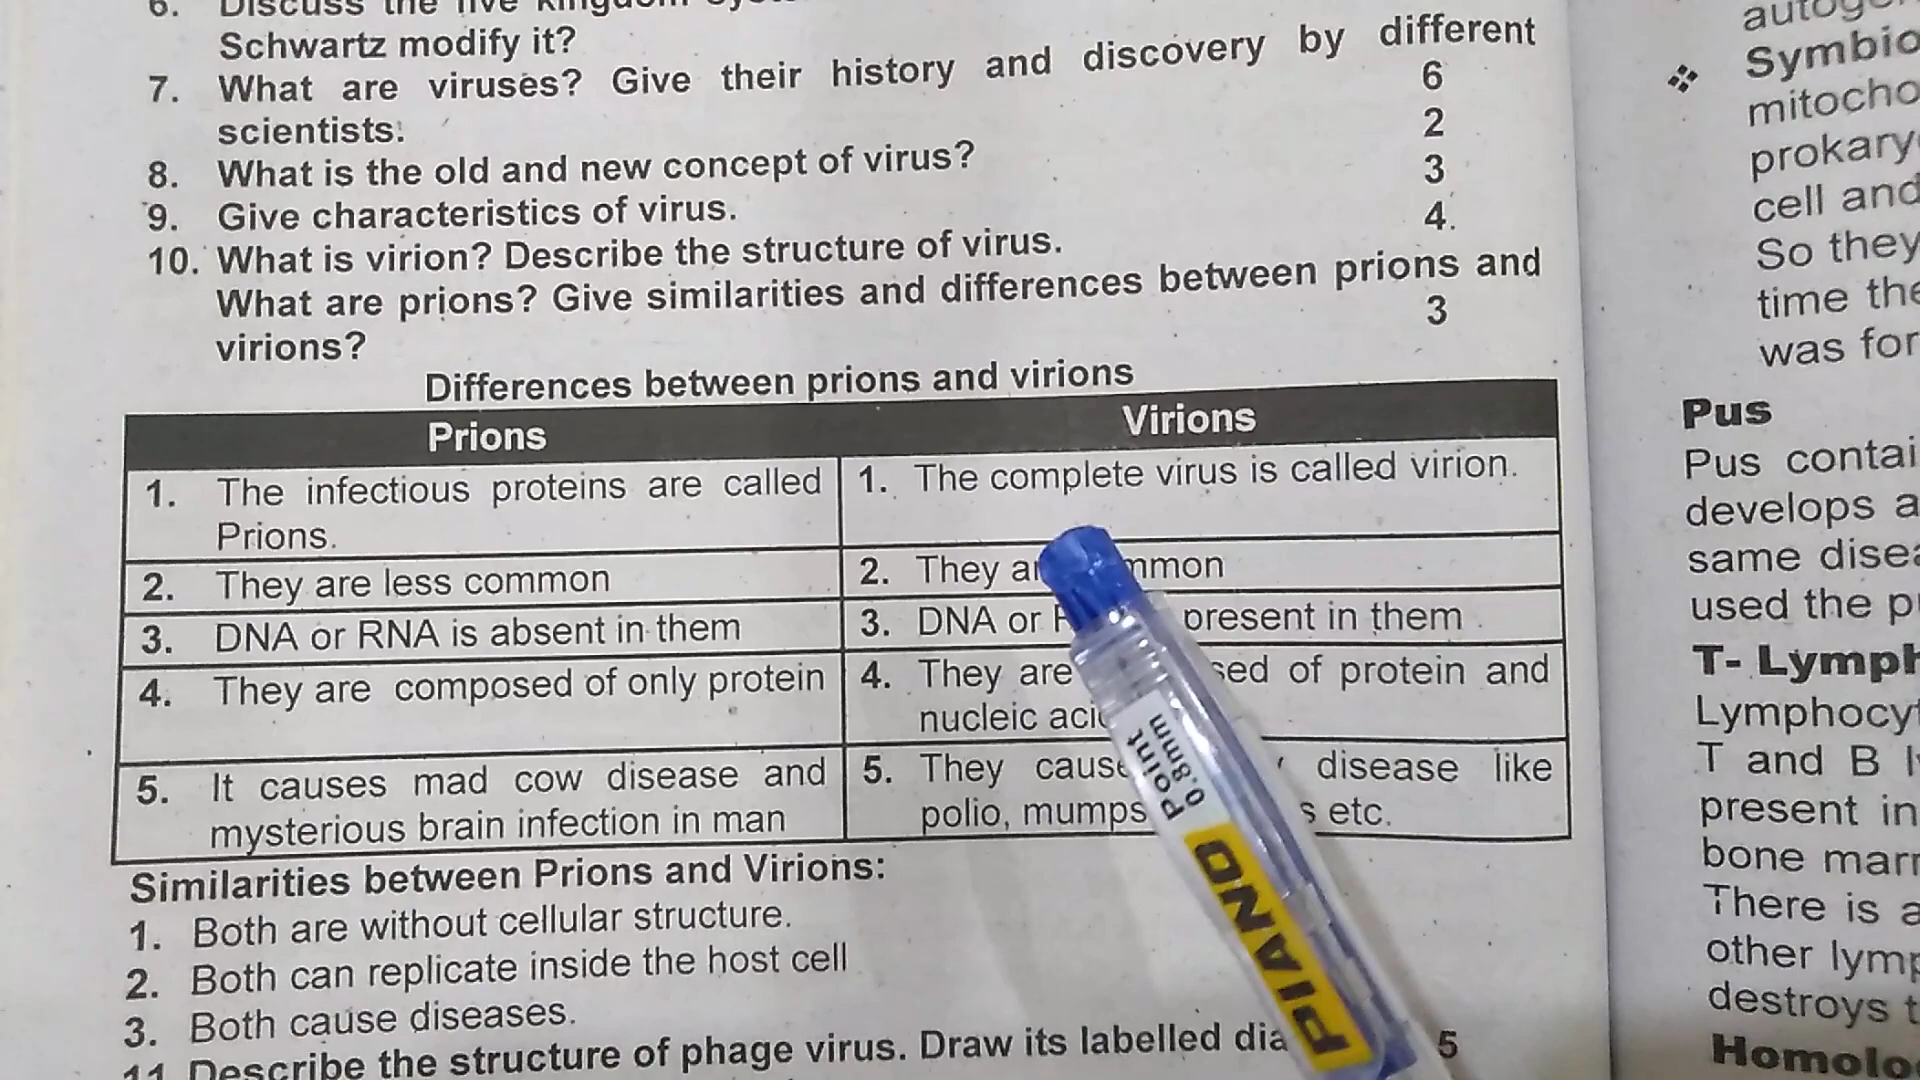 6. Discuss the five kingdom
Schwartz modify it?
7. What are viruses? Give their history and discovery by different
scientists. 6
8. What is the old and new concept of virus? 2
9. Give characteristics of virus. 3
10. What is virion? Describe the structure of virus. 4.
What are prions? Give similarities and differences between prions and
virions? 3
Differences between prions and virions
Prions Virions
1. The infectious proteins are called
Prions.
1. The complete virus is called virion.
2. They are less common
2. They mmon
3. DNA or RNA is absent in them
3. DNA or present in them
4. They are composed of only protein
4. They are sed of protein and
nucleic aci
5. It causes mad cow disease and
mysterious brain infection in man
5. They cause disease like
polio, mumps s etc.
Similarities between Prions and Virions:
1. Both are without cellular structure.
2. Both can replicate inside the host cell
3. Both cause diseases.
11 Describe the structure of phage virus. Draw its labelled dia 5
Point
0.8mm
PIANO
Symbio
mitocho
prokary
cell and
So they
time the
was for
Pus
Pus contai
develops a
same disea
used the p
T- Lymph
Lymphocyt
T and B
present in
bone marr
There is a
other lymp
destroys t
Homolo